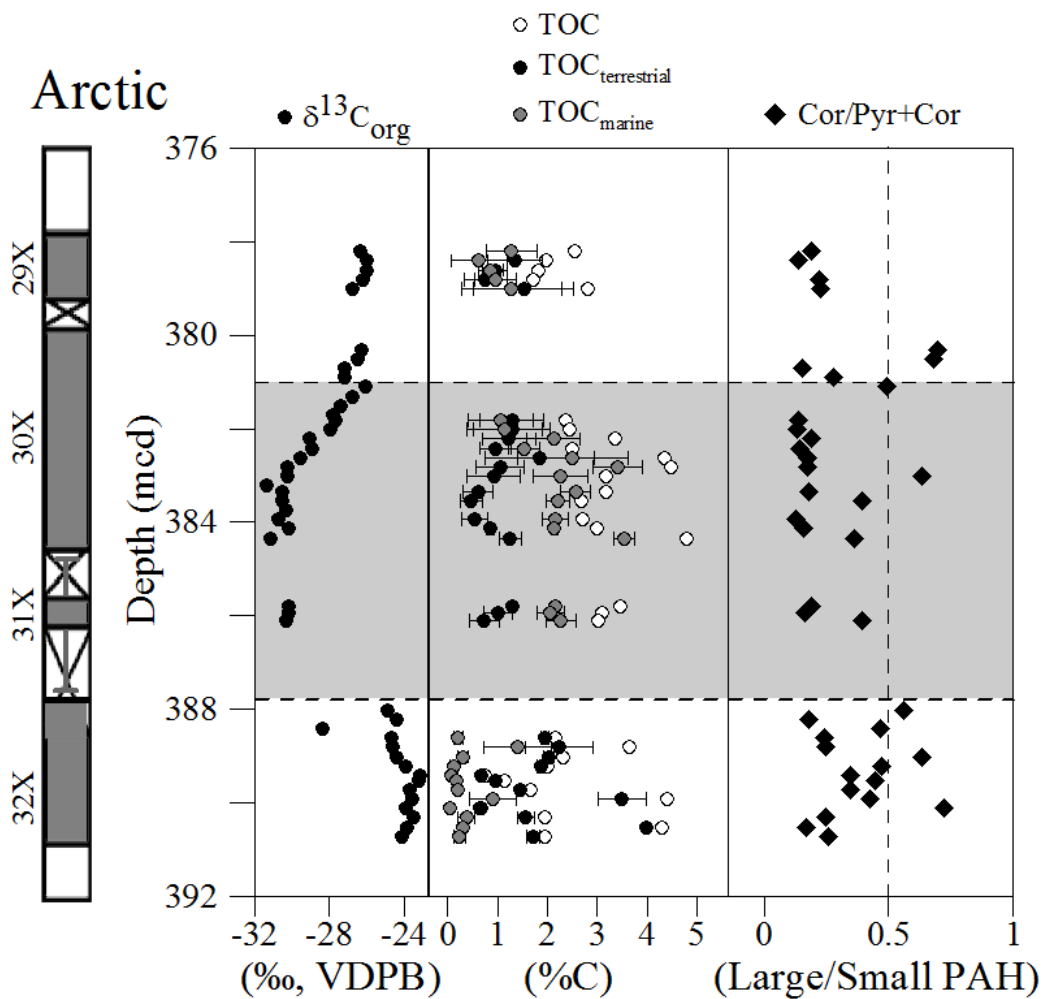 TOC
TOCterrestrial
TOCmarine
Arctic
δ13Corg
Cor/Pyr+Cor
29X
30X
31X
32X
Depth (mcd)
376
380
384
388
392
-32 -28 -24
0 1 2 3 4 5
0 0.5 1
(‰, VDPB)
(%C)
(Large/Small PAH)